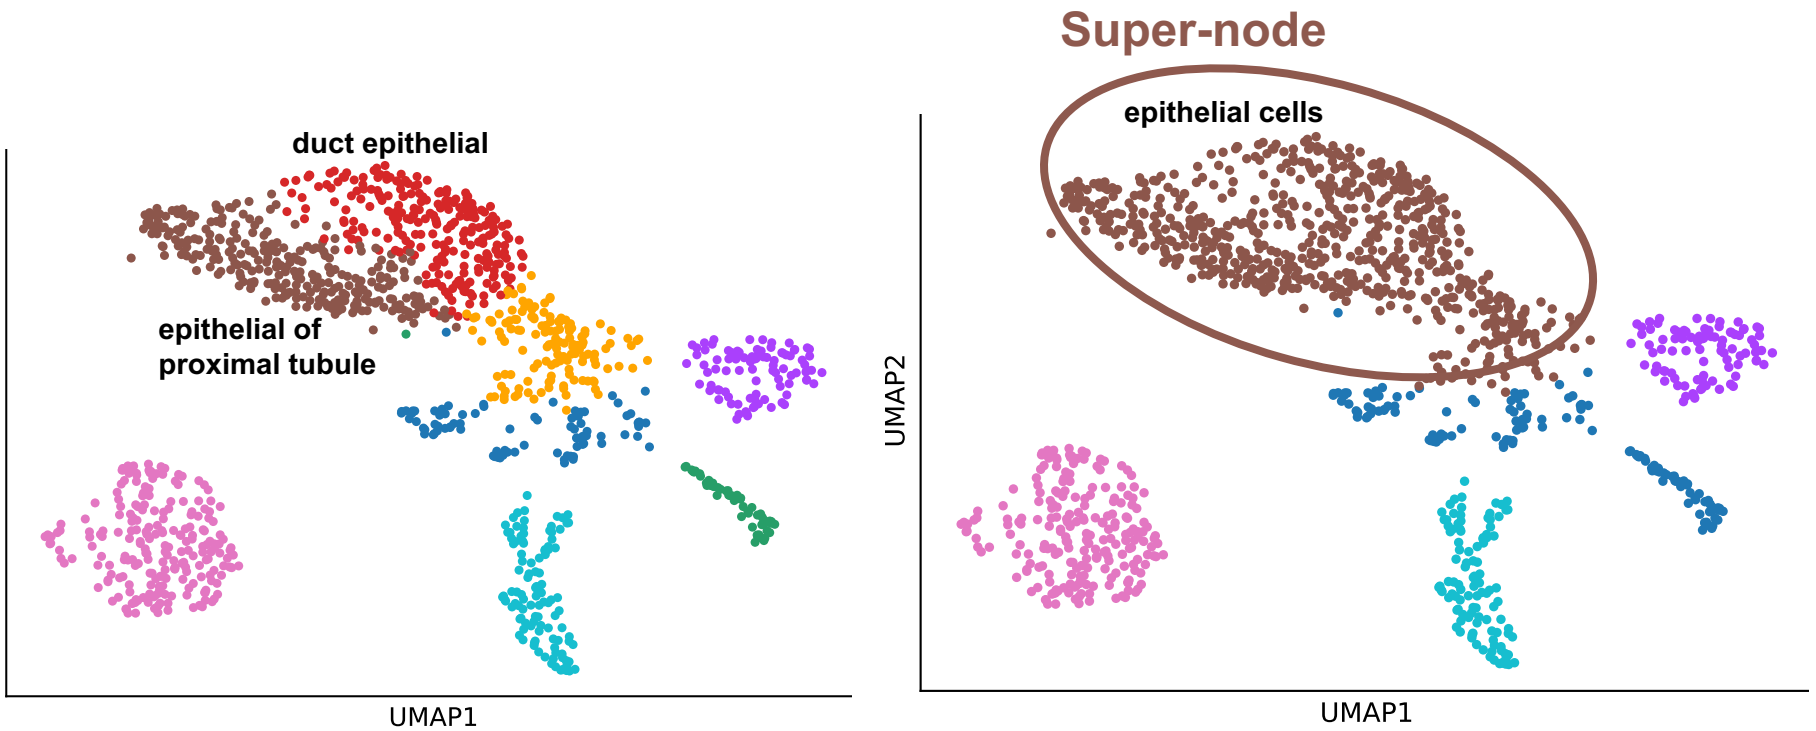 duct epithelial
epithelial of
proximal tubule
UMAP1
Super-node
epithelial cells
UMAP2
UMAP1